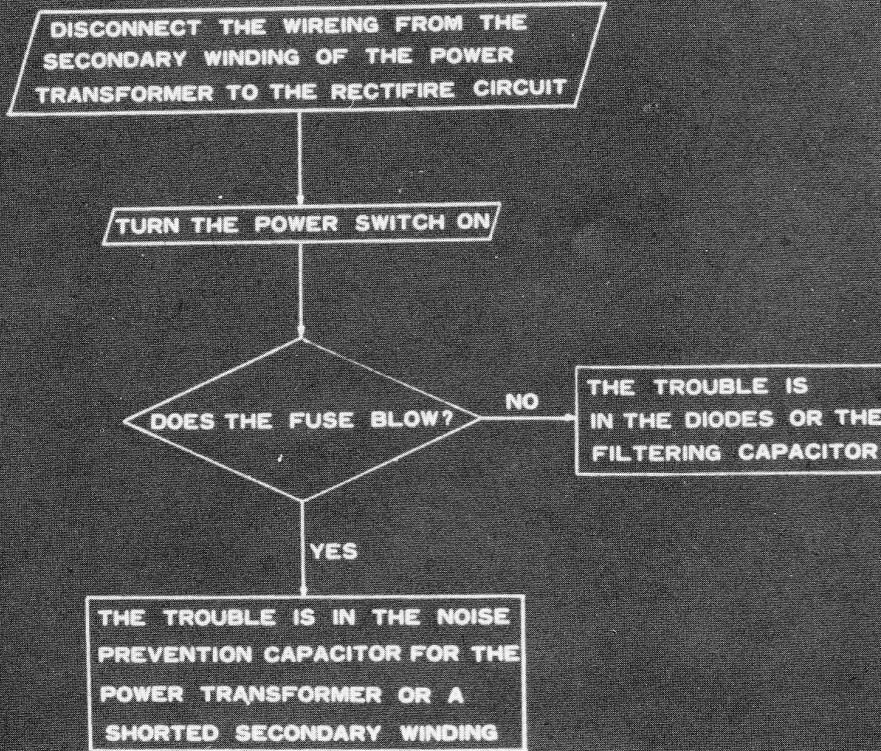 DISCONNECT THE WIREING FROM THE
SECONDARY WINDING OF THE POWER
TRANSFORMER TO THE RECTIFIRE CIRCUIT
TURN THE POWER SWITCH ON
DOES THE FUSE BLOW?
NO
THE TROUBLE IS
IN THE DIODES OR THE
FILTERING CAPACITOR
YES
THE TROUBLE IS IN THE NOISE
PREVENTION CAPACITOR FOR THE
POWER TRANSFORMER OR A
SHORTED SECONDARY WINDING